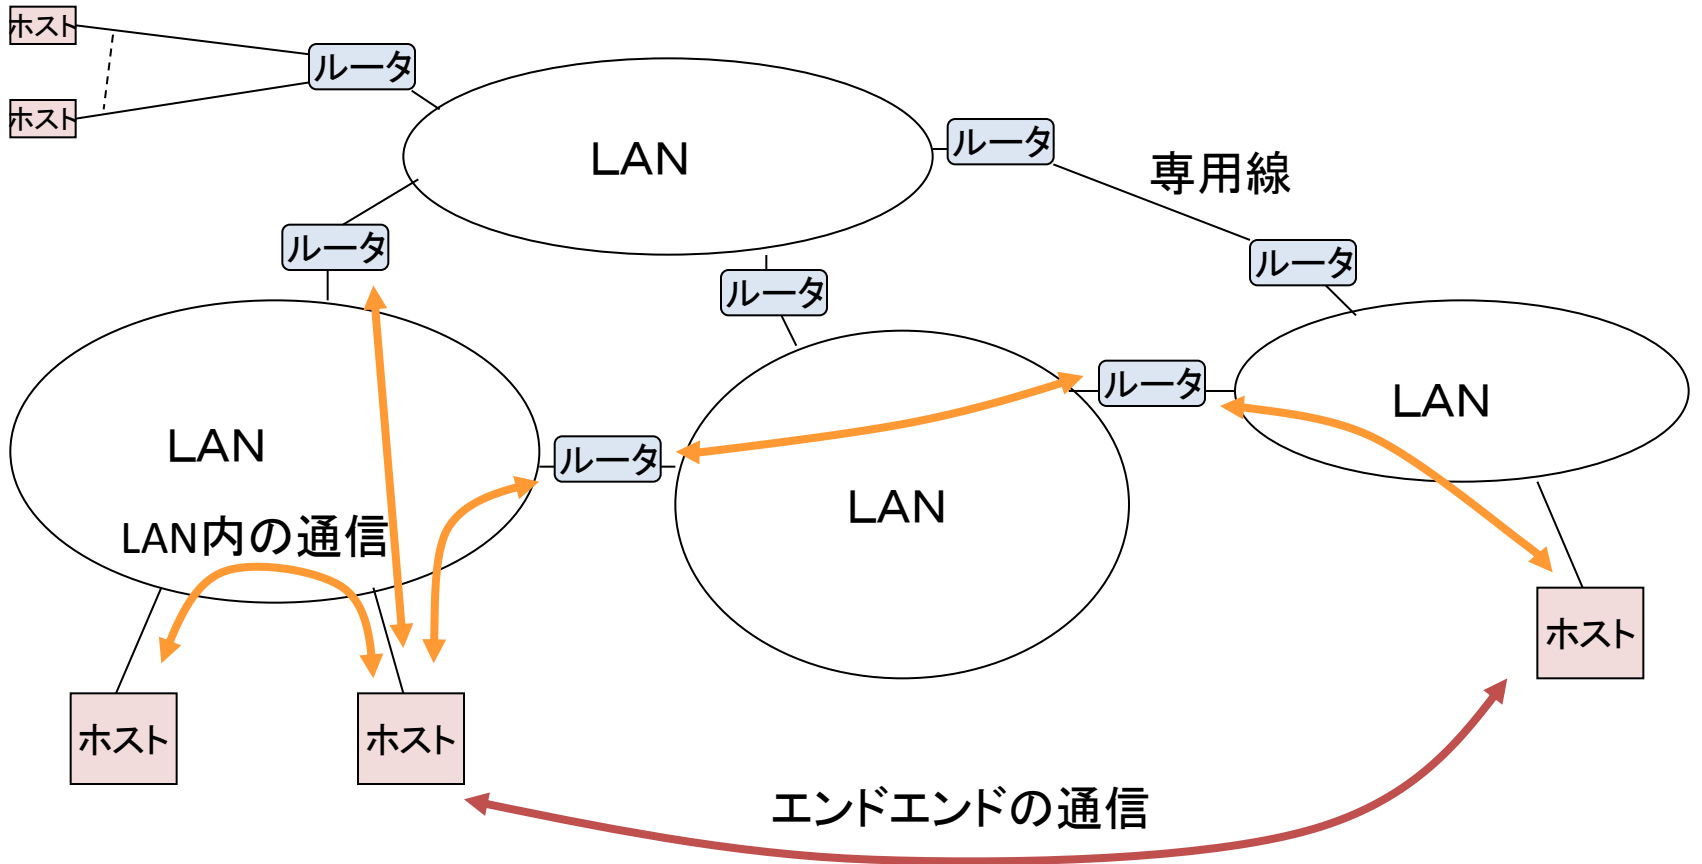 ホスト
ルータ
ホスト
LAN
ルータ
専用線
ルータ
ルータ
ルータ
ルータ
LAN
LAN
ルータ
LAN
LAN内の通信
ホスト
ホスト
ホスト
エンドエンドの通信